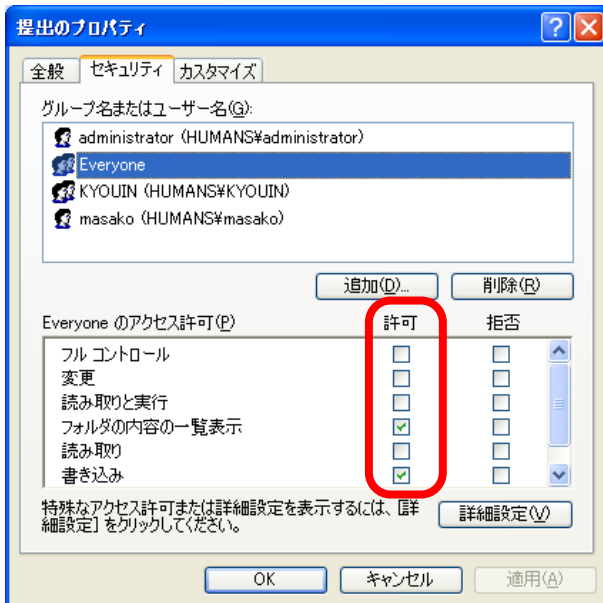 提出のプロパティ
全般 セキュリティ カスタマイズ
グループ名またはユーザー名(G):
administrator (HUMANS¥administrator)
Everyone
KYOUIN (HUMANS¥KYOUIN)
masako (HUMANS¥masako)
追加(D)... 削除(R)
Everyone のアクセス許可(P) 許可 拒否
フル コントロール
変更
読み取りと実行
フォルダの内容の一覧表示
読み取り
書き込み
特殊なアクセス許可または詳細設定を表示するには、[詳
細設定] をクリックしてください。
詳細設定(V)
OK キャンセル 適用(A)